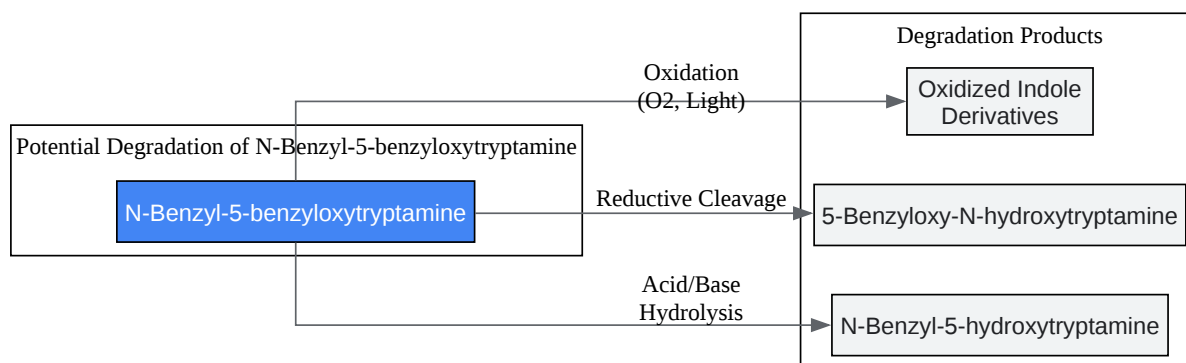 Degradation Products
Oxidation
(O2, Light)
Oxidized Indole
Derivatives
Potential Degradation of N-Benzyl-5-benzyloxytryptamine
N-Benzyl-5-benzyloxytryptamine
Reductive Cleavage
5-Benzyloxy-N-hydroxytryptamine
Acid/Base
Hydrolysis
N-Benzyl-5-hydroxytryptamine